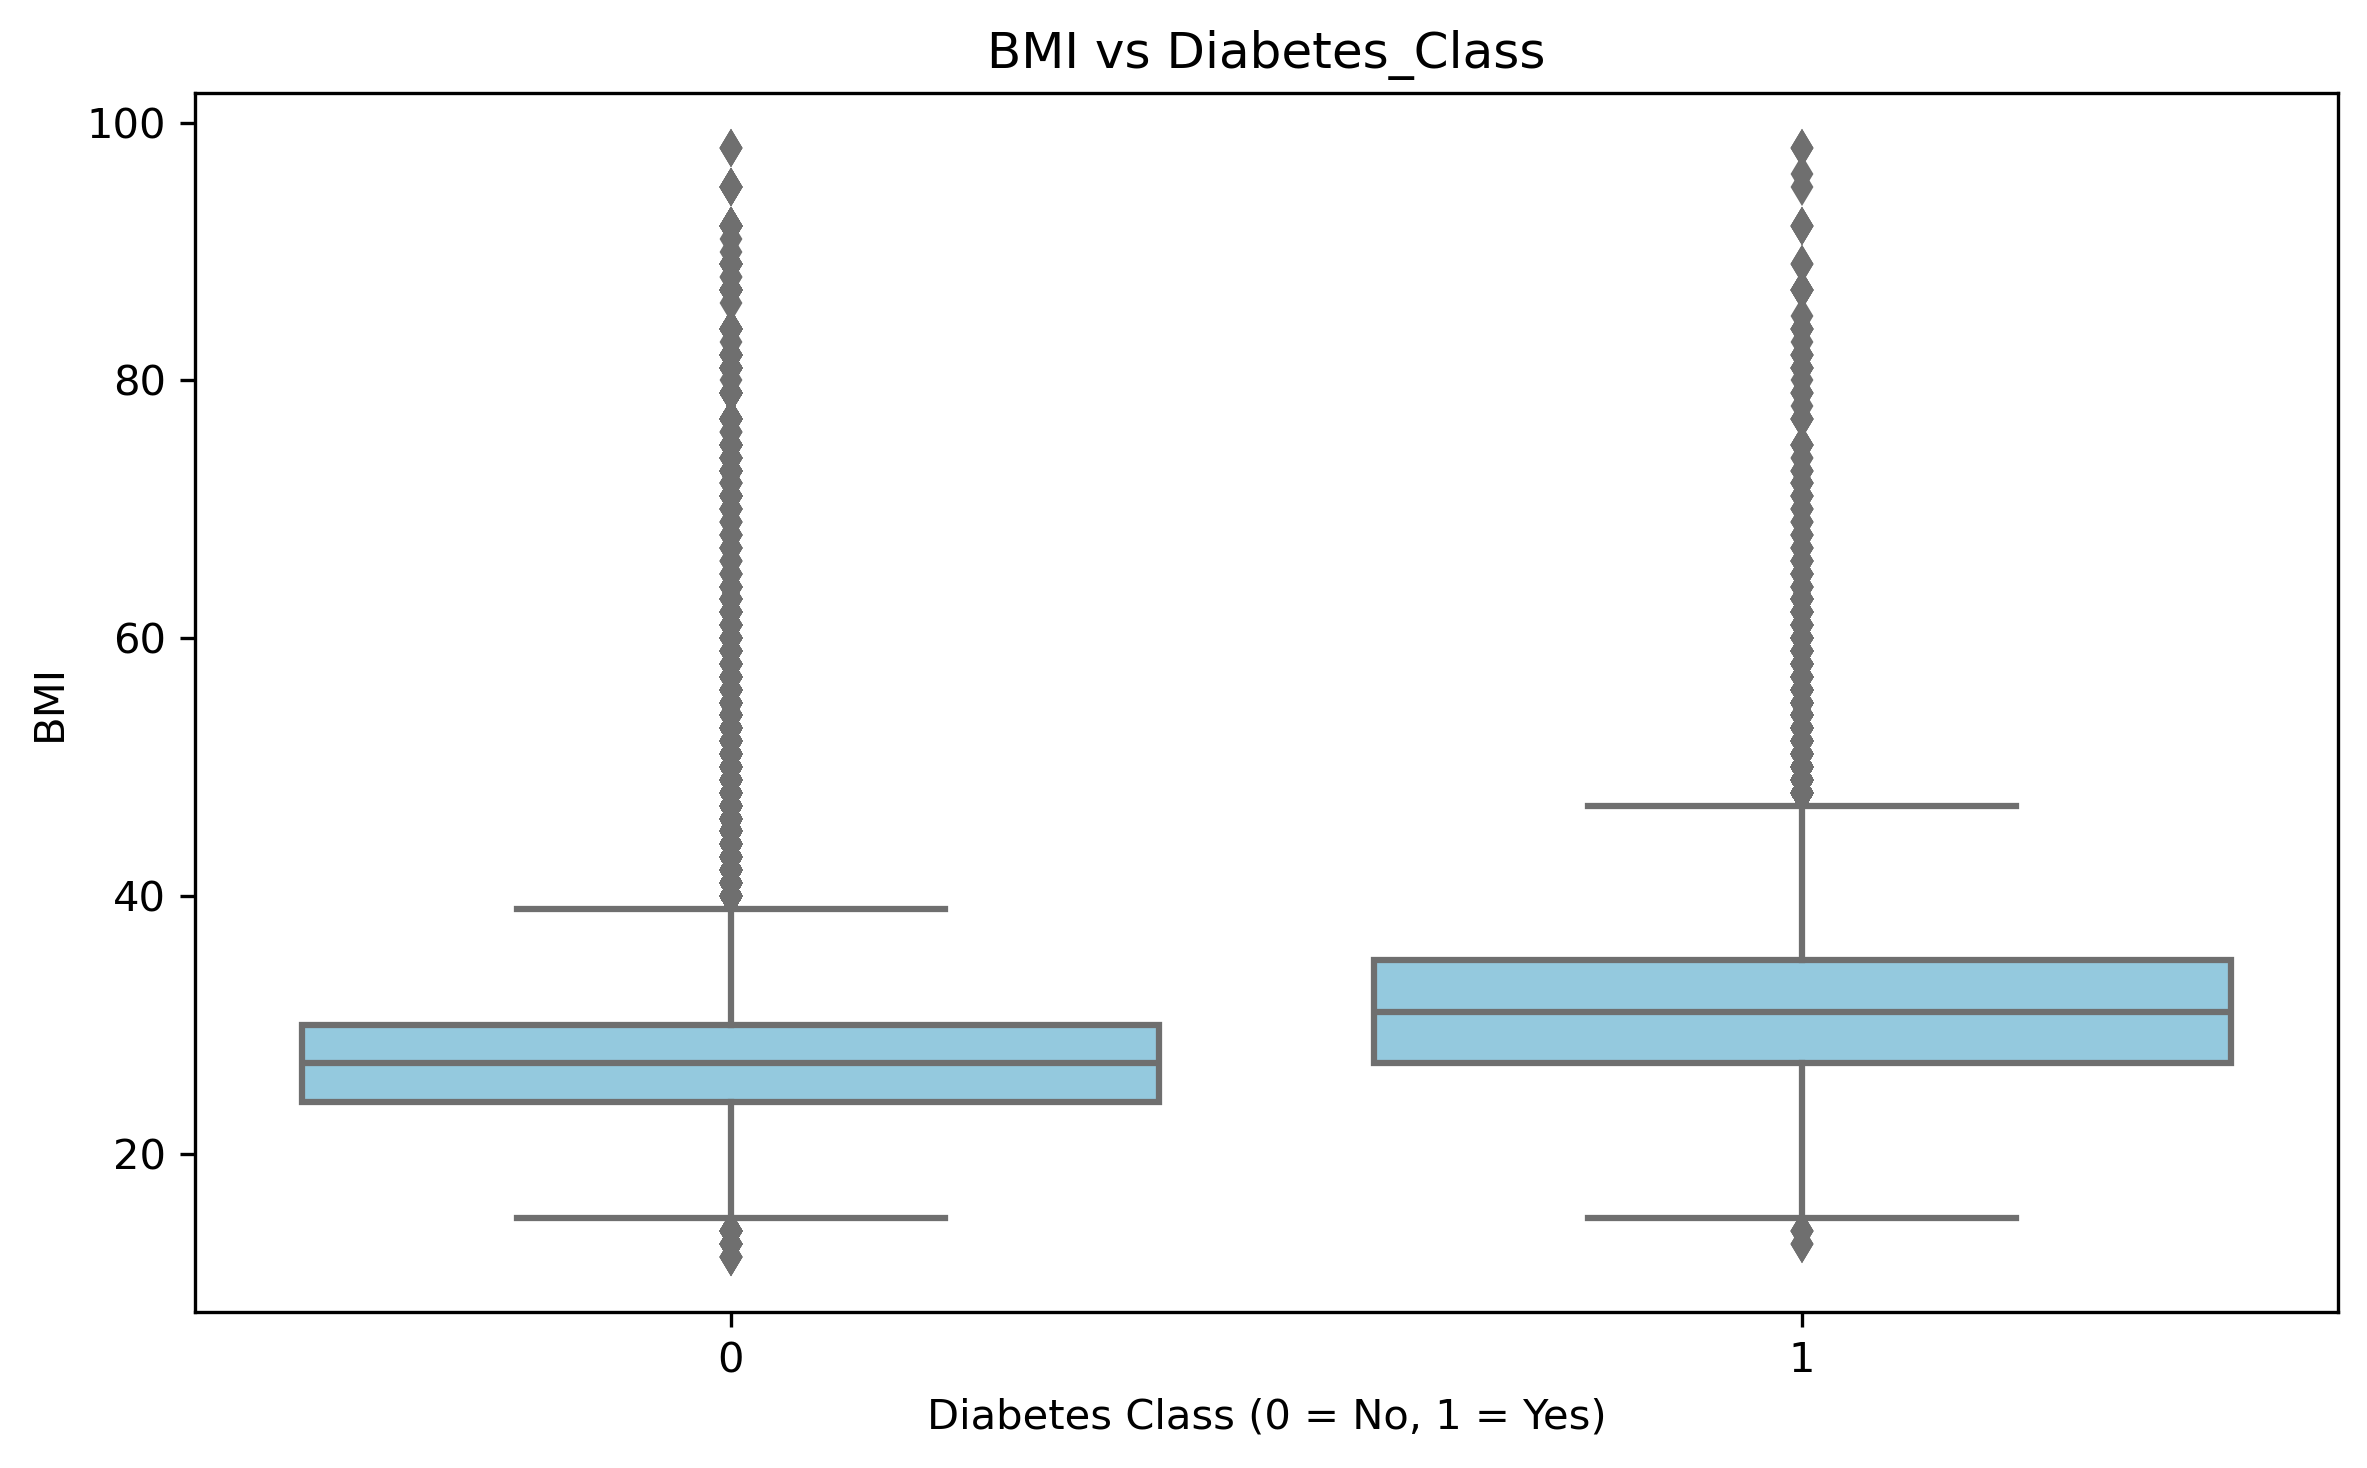 BMI vs Diabetes_Class
100
80
60
40
20
BMI
0
1
Diabetes Class (0 = No, 1 = Yes)